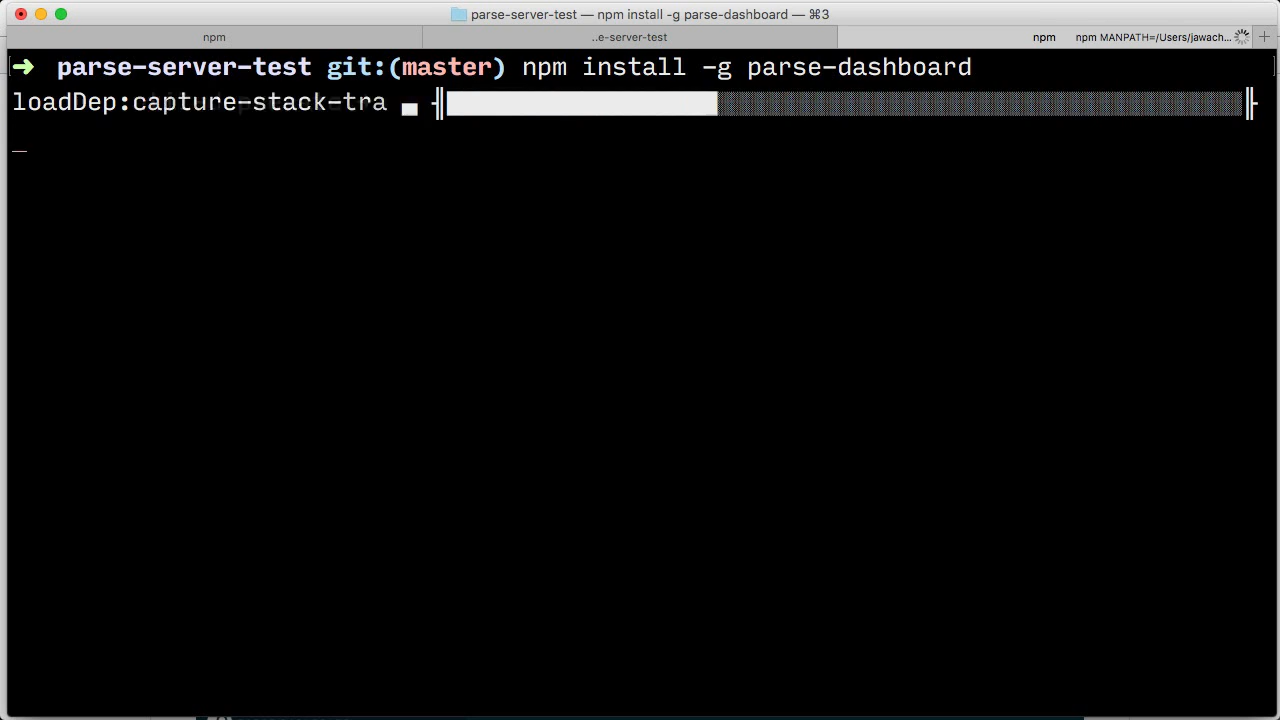 parse-server-test — npm install -g parse-dashboard — ⌘3
npm
..e-server-test
npm npm MANPATH=/Users/jawach...
➜ parse-server-test git:(master) npm install -g parse-dashboard
loadDep:capture-stack-tra